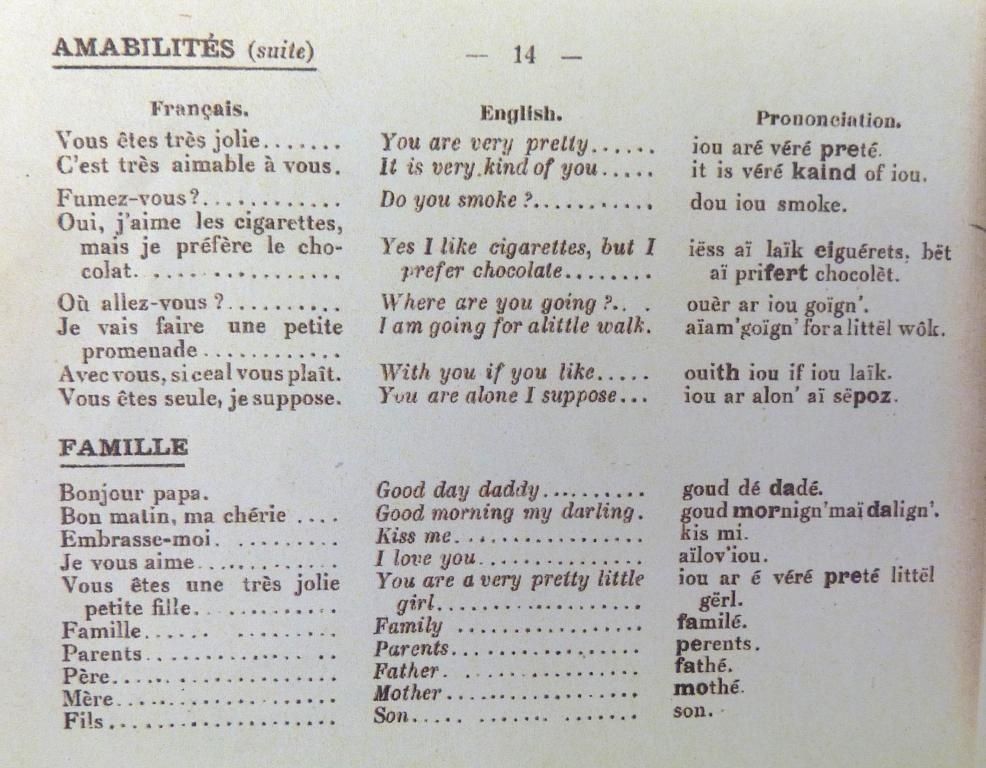 AMABILITÉS (suite) — 14 —
Français. English. Prononciation.
Vous êtes très jolie....... You are very pretty...... iou aré véré preté.
C'est très aimable à vous. It is very kind of you..... it is véré kaind of iou.
Fumez-vous?............ Do you smoke ?........... dou iou smoke.
Oui, j'aime les cigarettes,
mais je préfère le cho- Yes I like cigarettes, but I iëss aï laïk ciguérets, bët
colat. ................. prefer chocolate........ aï prifert chocolèt.
Où allez-vous ?.......... Where are you going ?.. . ouèr ar iou goïgn'.
Je vais faire une petite I am going for alittle walk. aïam'goïgn' for a littël wôk.
promenade ............
Avec vous, si ceal vous plaît. With you if you like..... ouith iou if iou laïk.
Vous êtes seule, je suppose. You are alone I suppose... iou ar alon' aï sëpoz.
FAMILLE
Bonjour papa. Good day daddy.......... goud dé dadé.
Bon matin, ma chérie .... Good morning my darling. goud mornign'maï dalign'.
Embrasse-moi. .......... Kiss me.................. kis mi.
Je vous aime............. I love you............... aïlov'iou.
Vous êtes une très jolie You are a very pretty little iou ar é véré preté littël
petite fille. ............ girl.................... gërl.
Famille...... .......... Family ................. familé.
Parents................ Parents................. perents.
Père.................... Father. ................ fathé.
Mère.................... Mother................. mothé.
Fils..................... Son..... ....... ....... son.